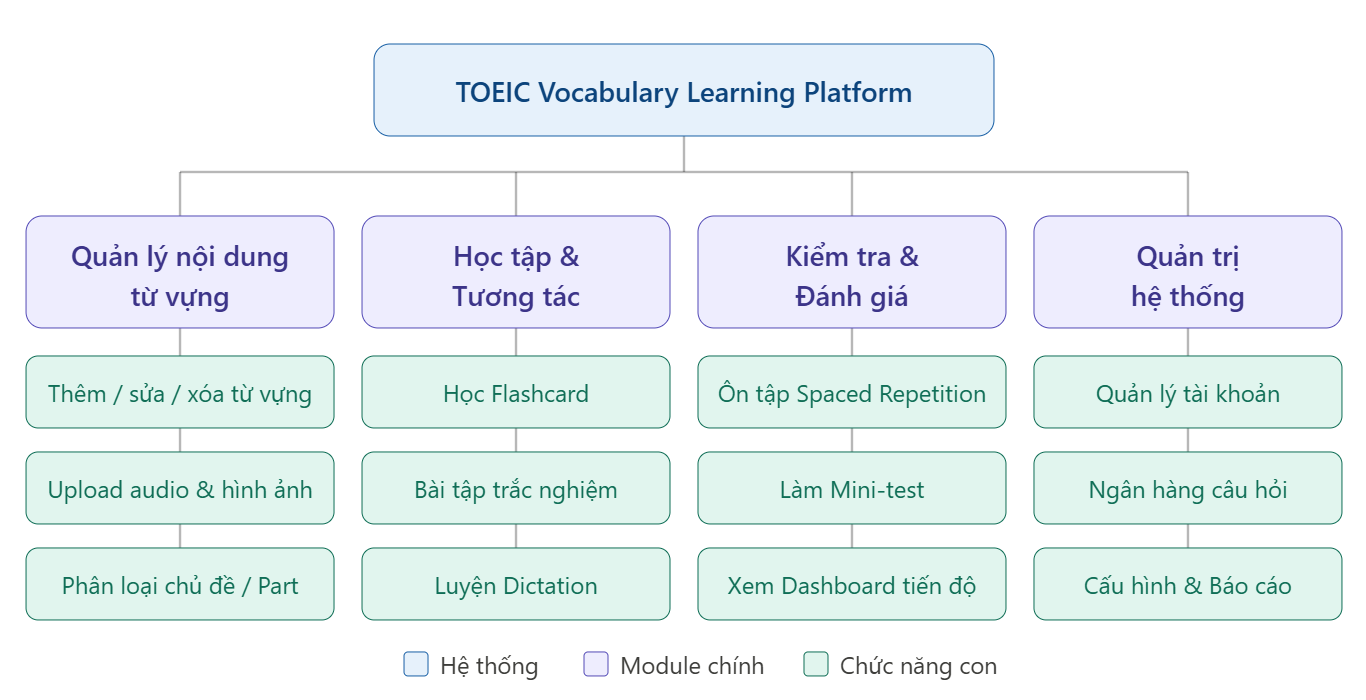 TOEIC Vocabulary Learning Platform
Quản lý nội dung
từ vựng
Học tập &
Tương tác
Kiểm tra &
Đánh giá
Quản trị
hệ thống
Thêm / sửa / xóa từ vựng
Học Flashcard
Ôn tập Spaced Repetition
Quản lý tài khoản
Upload audio & hình ảnh
Bài tập trắc nghiệm
Làm Mini-test
Ngân hàng câu hỏi
Phân loại chủ đề / Part
Luyện Dictation
Xem Dashboard tiến độ
Cấu hình & Báo cáo
Hệ thống
Module chính
Chức năng con